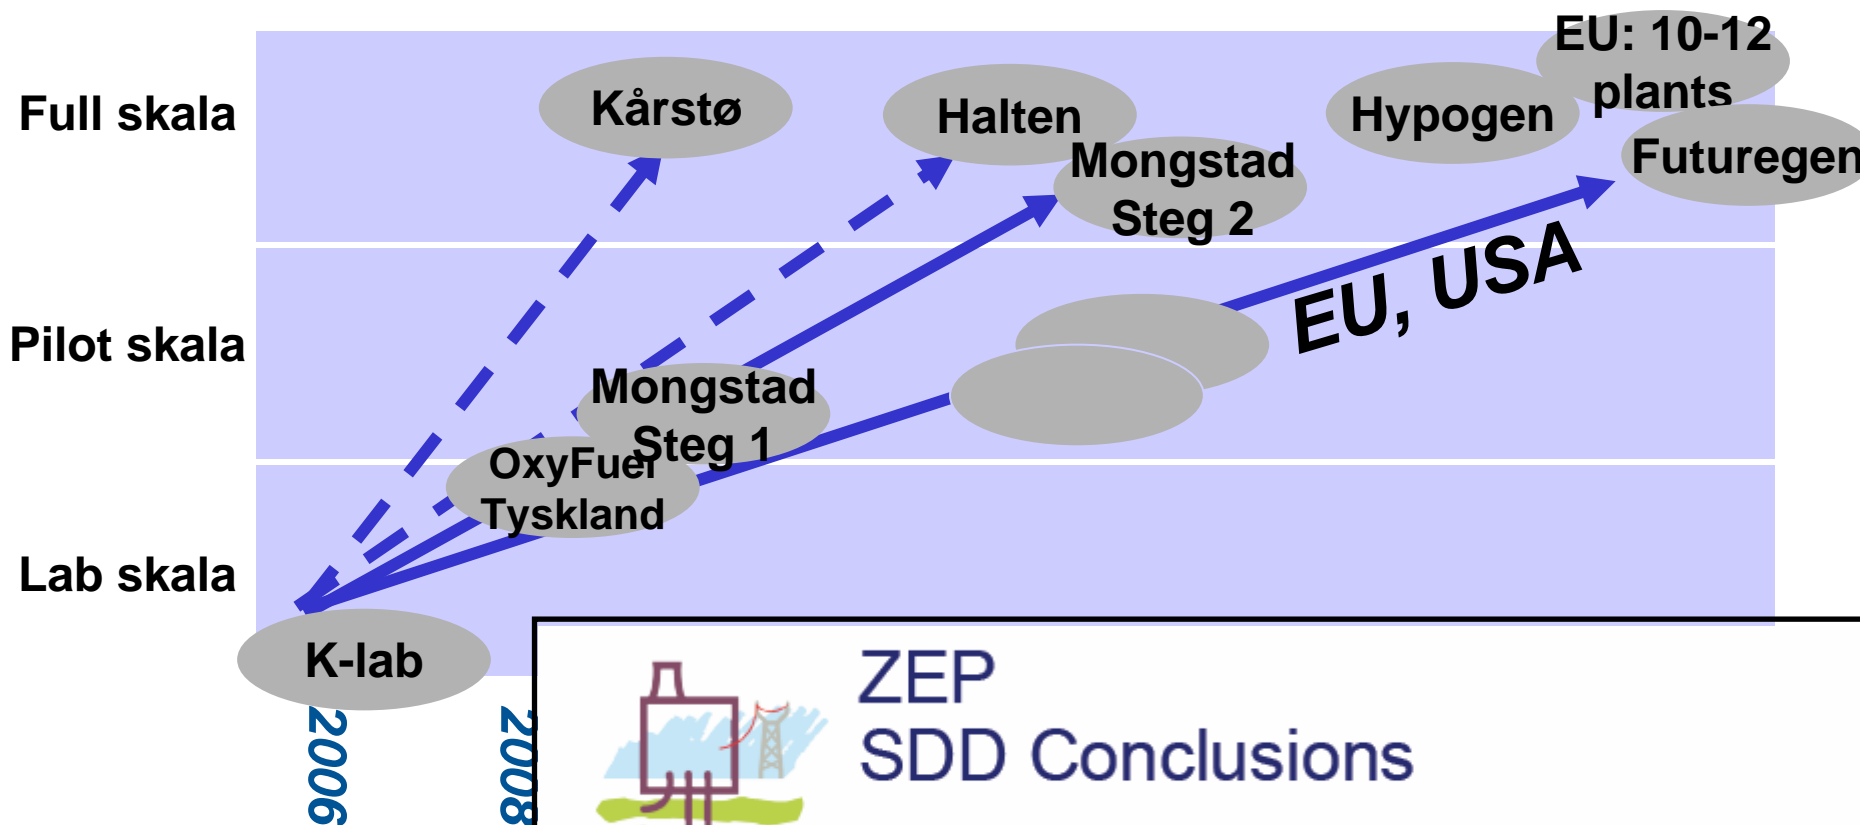 EU: 10-12
plants
Full skala
Kårstø
Halten
Hypogen
Mongstad
Steg 2
Futuregen
EU, USA
Pilot skala
Mongstad
Steg 1
OxyFuel
Tyskland
Lab skala
K-lab
2006
2008
ZEP
SDD Conclusions